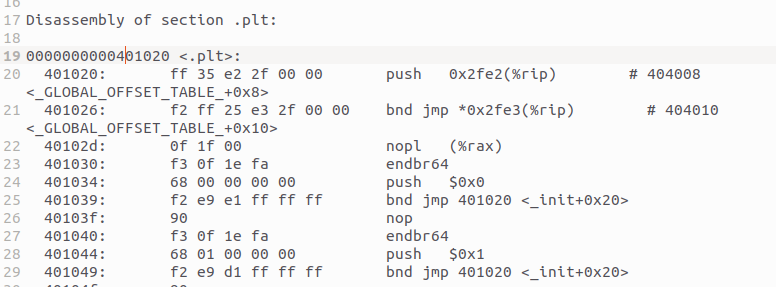 16
17 Disassembly of section .plt:
18
19 0000000000401020 <.plt>:
20   401020:       ff 35 e2 2f 00 00       push   0x2fe2(%rip)        # 404008
<_GLOBAL_OFFSET_TABLE_+0x8>
21   401026:       f2 ff 25 e3 2f 00 00    bnd jmp *0x2fe3(%rip)        # 404010
<_GLOBAL_OFFSET_TABLE_+0x10>
22   40102d:       0f 1f 00                nopl   (%rax)
23   401030:       f3 0f 1e fa             endbr64
24   401034:       68 00 00 00 00          push   $0x0
25   401039:       f2 e9 e1 ff ff ff       bnd jmp 401020 <_init+0x20>
26   40103f:       90                      nop
27   401040:       f3 0f 1e fa             endbr64
28   401044:       68 01 00 00 00          push   $0x1
29   401049:       f2 e9 d1 ff ff ff       bnd jmp 401020 <_init+0x20>